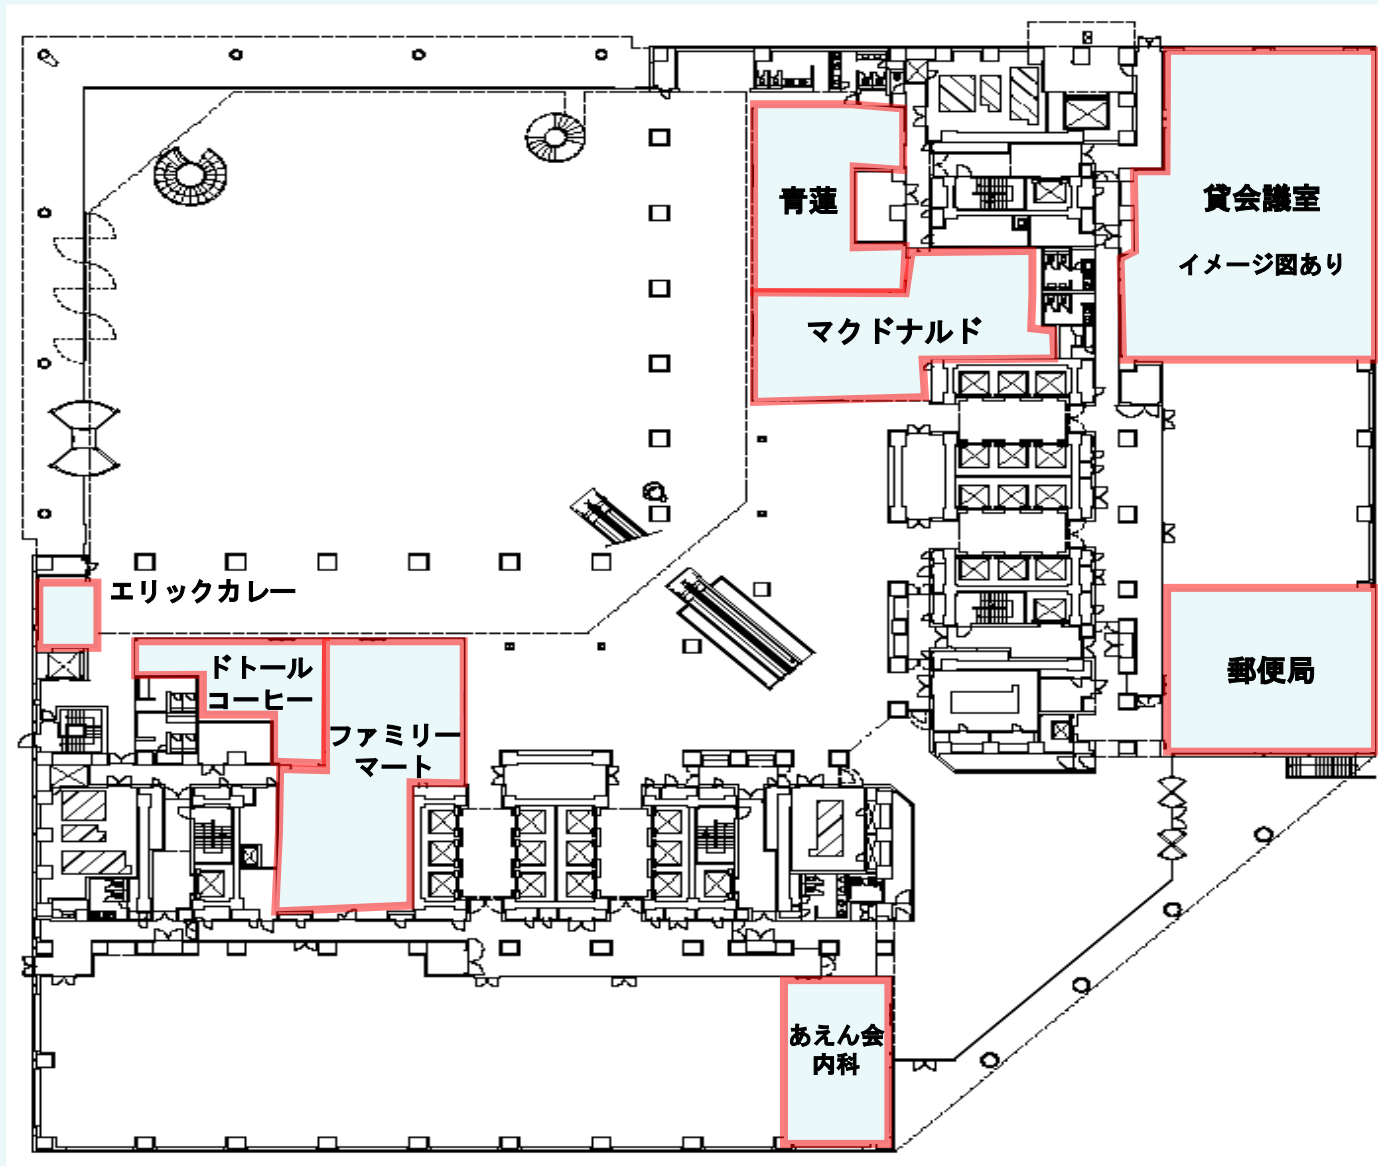 青蓮
貸会議室
イメージ図あり
マクドナルド
エリックカレー
ドトール
コーヒー
ファミリー
マート
郵便局
あえん会
内科